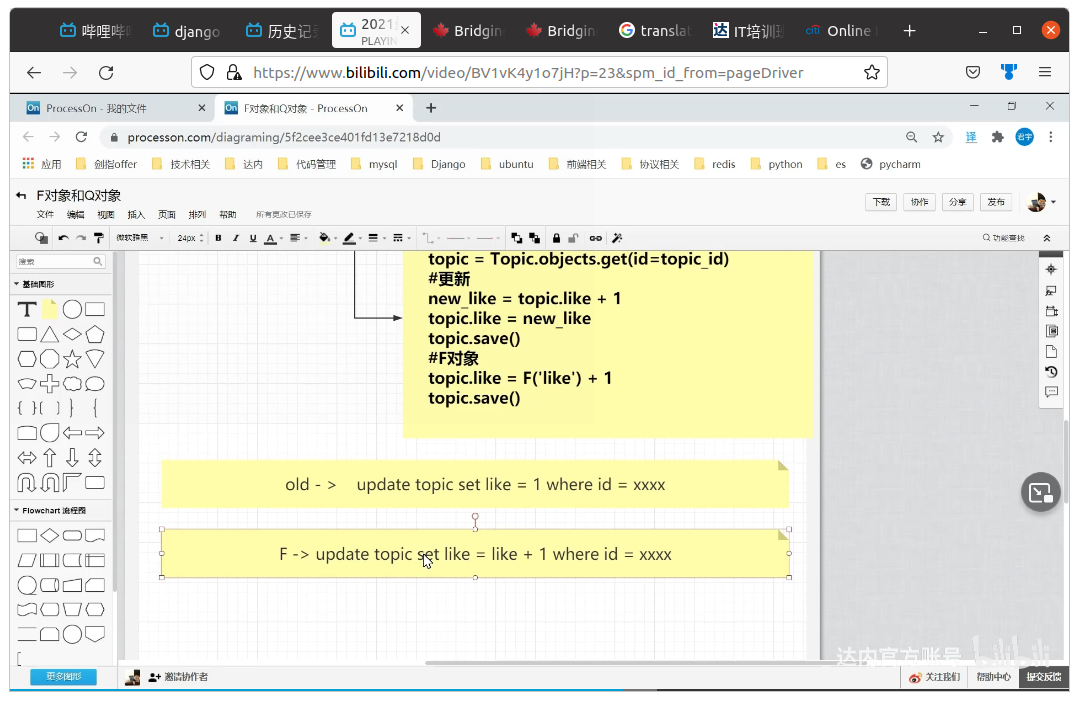 哔哩哔哩
django
历史记录
2021
PLAYIN
Bridgin
Bridgin
translat
IT培训班
Online
https://www.bilibili.com/video/BV1vK4y1o7jH?p=23&spm_id_from=pageDriver
ProcessOn - 我的文件
F对象和Q对象 - ProcessOn
processon.com/diagraming/5f2cee3ce401fd13e7218d0d
应用
剑指offer
技术相关
达内
代码管理
mysql
Django
ubuntu
前端相关
协议相关
redis
python
es
pycharm
F对象和Q对象
文件 编辑 视图 插入 页面 排列 帮助 所有更改已保存
下载 协作 分享 发布
微软雅黑 24px B I U A
功能查找
搜索
基础图形
T
topic = Topic.objects.get(id=topic_id)
#更新
new_like = topic.like + 1
topic.like = new_like
topic.save()
#F对象
topic.like = F('like') + 1
topic.save()
old - > update topic set like = 1 where id = xxxx
F -> update topic set like = like + 1 where id = xxxx
Flowchart 流程图
更多图形
邀请协作者
达内官方账号 bilibili
关注我们
帮助中心
提交反馈